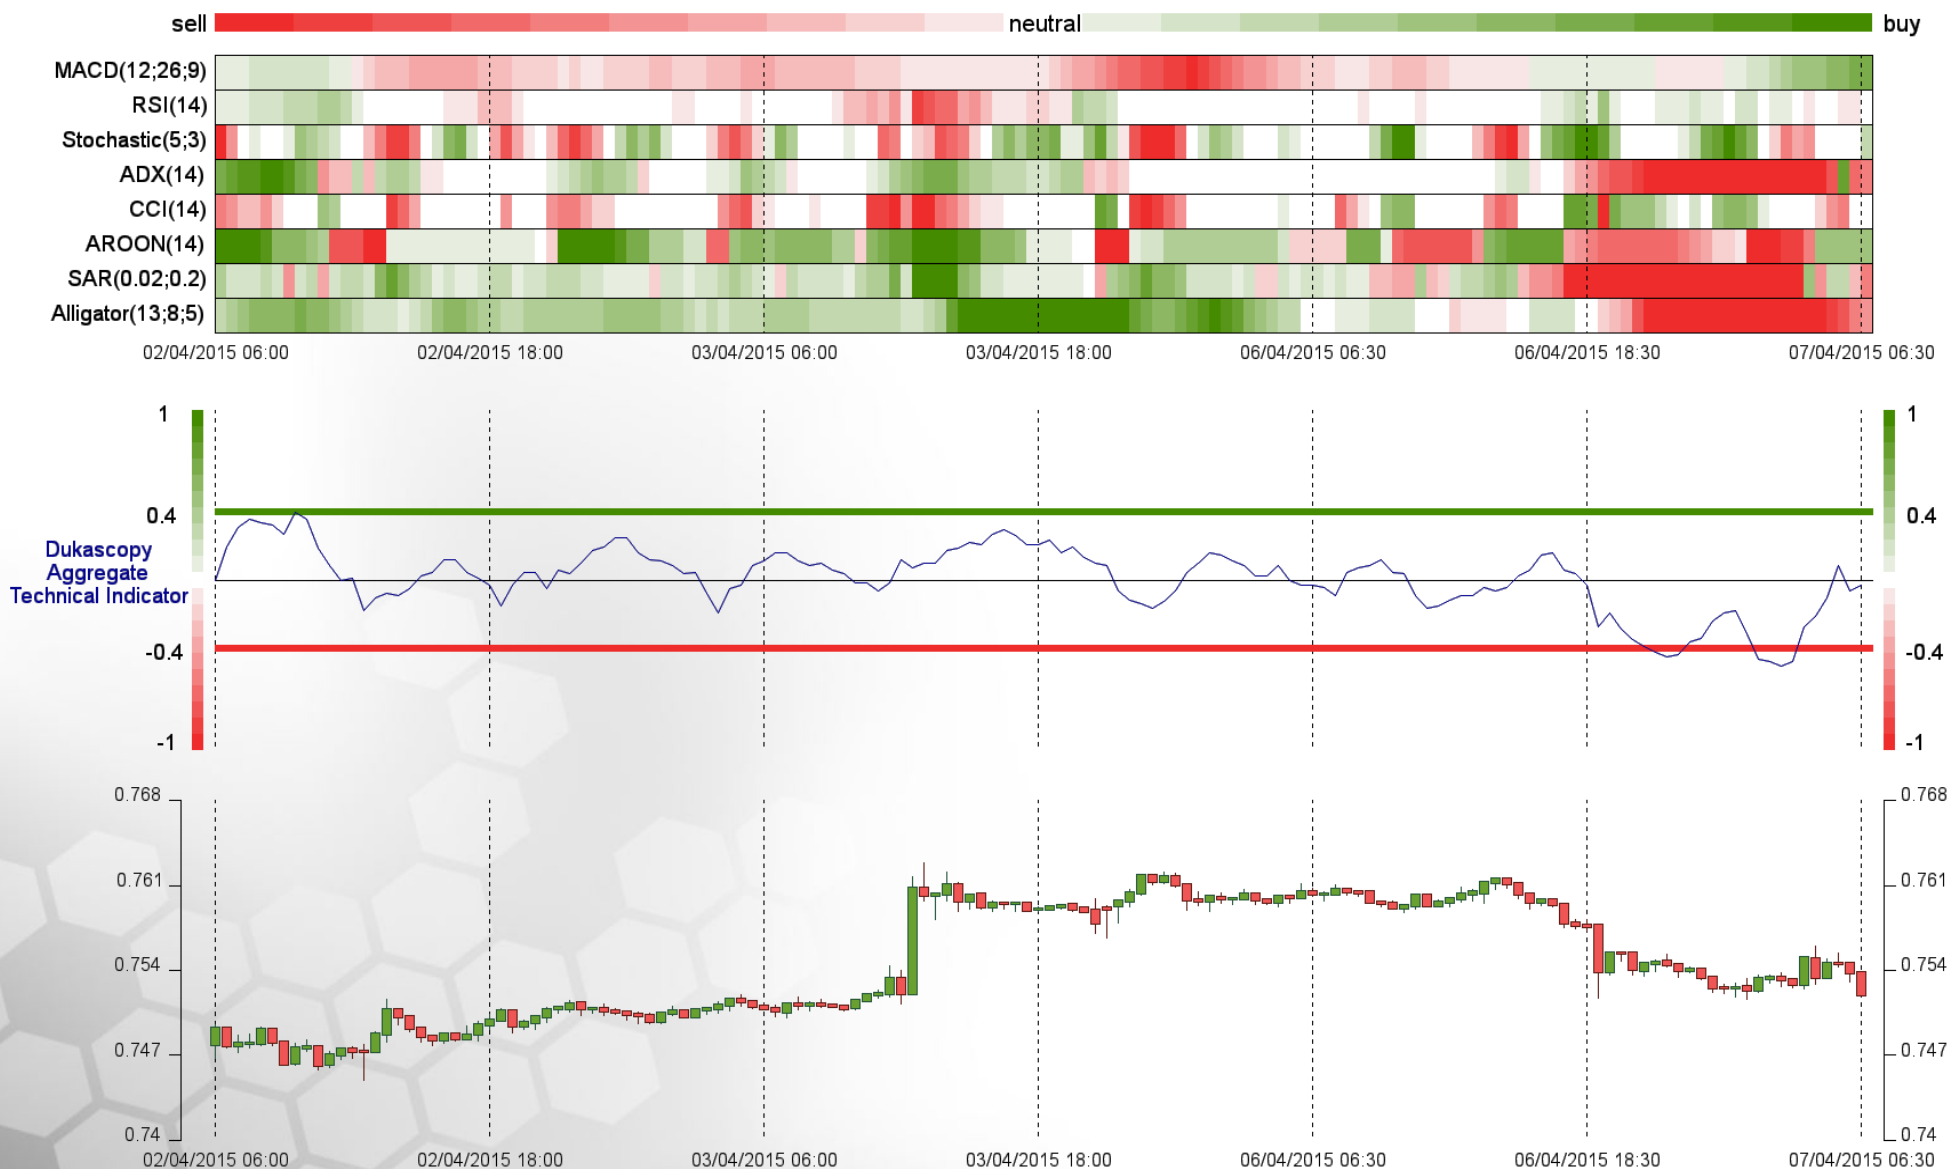 sell neutral buy
MACD(12;26;9)
RSI(14)
Stochastic(5;3)
ADX(14)
CCI(14)
AROON(14)
SAR(0.02;0.2)
Alligator(13;8;5)
02/04/2015 06:00 02/04/2015 18:00 03/04/2015 06:00 03/04/2015 18:00 06/04/2015 06:30 06/04/2015 18:30 07/04/2015 06:30
1 1
0.4 0.4
Dukascopy
Aggregate
Technical Indicator
-0.4 -0.4
-1 -1
0.768 0.768
0.761 0.761
0.754 0.754
0.747 0.747
0.74 0.74
02/04/2015 06:00 02/04/2015 18:00 03/04/2015 06:00 03/04/2015 18:00 06/04/2015 06:30 06/04/2015 18:30 07/04/2015 06:30